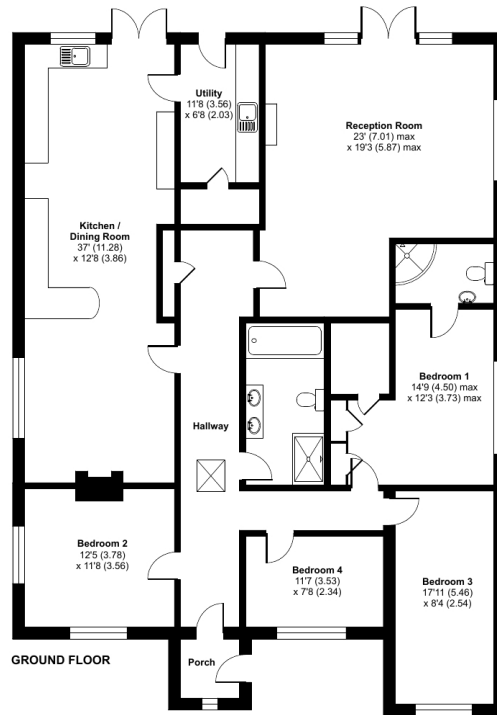 Utility
11'8 (3.56)
x 6'8 (2.03)
Reception Room
23' (7.01) max
x 19'3 (5.87) max
Kitchen /
Dining Room
37' (11.28)
x 12'8 (3.86)
Bedroom 1
14'9 (4.50) max
x 12'3 (3.73) max
Hallway
Bedroom 2
12'5 (3.78)
x 11'8 (3.56)
Bedroom 4
11'7 (3.53)
x 7'8 (2.34)
Bedroom 3
17'11 (5.46)
x 8'4 (2.54)
GROUND FLOOR
Porch